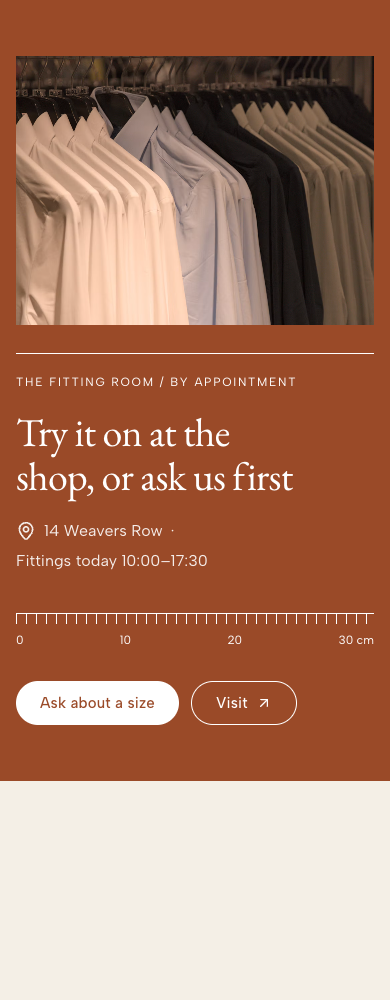 THE FITTING ROOM / BY APPOINTMENT
Try it on at the
shop, or ask us first
14 Weavers Row ·
Fittings today 10:00–17:30
0 10 20 30 cm
Ask about a size Visit